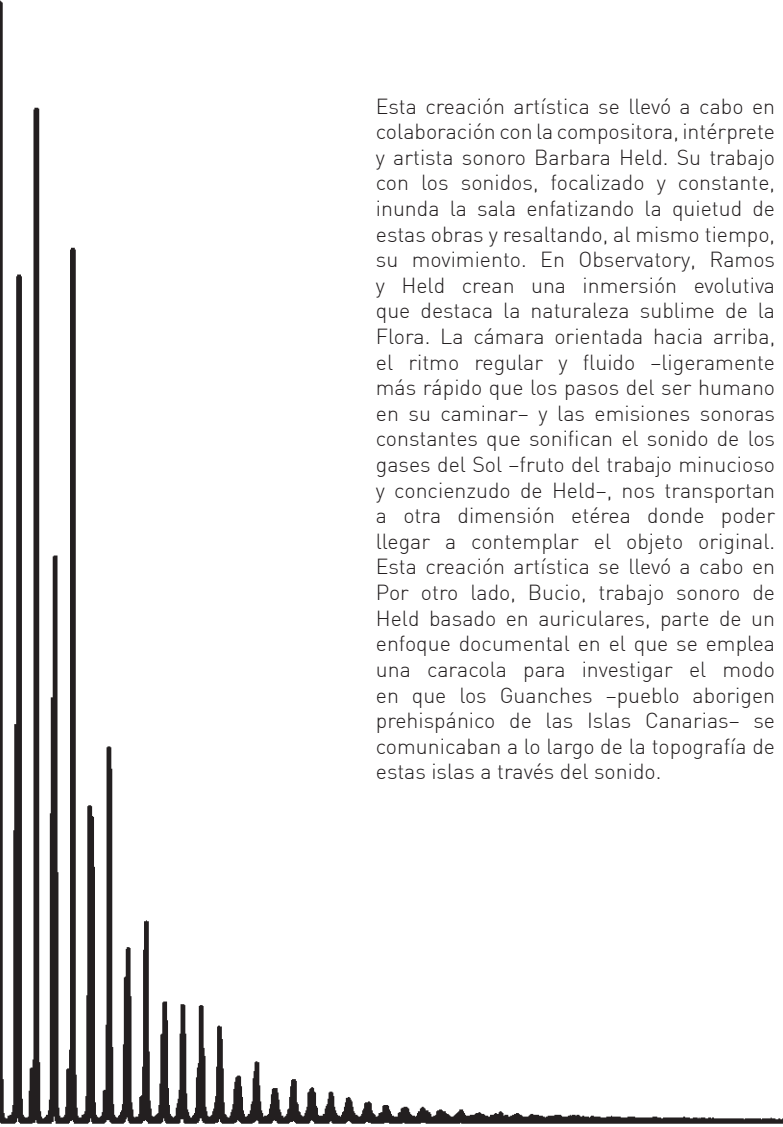 Esta creación artística se llevó a cabo en
colaboración con la compositora, intérprete
y artista sonoro Barbara Held. Su trabajo
con los sonidos, focalizado y constante,
inunda la sala enfatizando la quietud de
estas obras y resaltando, al mismo tiempo,
su movimiento. En Observatory, Ramos
y Held crean una inmersión evolutiva
que destaca la naturaleza sublime de la
Flora. La cámara orientada hacia arriba,
el ritmo regular y fluido –ligeramente
más rápido que los pasos del ser humano
en su caminar– y las emisiones sonoras
constantes que sonifican el sonido de los
gases del Sol –fruto del trabajo minucioso
y concienzudo de Held–, nos transportan
a otra dimensión etérea donde poder
llegar a contemplar el objeto original.
Esta creación artística se llevó a cabo en
Por otro lado, Bucio, trabajo sonoro de
Held basado en auriculares, parte de un
enfoque documental en el que se emplea
una caracola para investigar el modo
en que los Guanches –pueblo aborigen
prehispánico de las Islas Canarias– se
comunicaban a lo largo de la topografía de
estas islas a través del sonido.